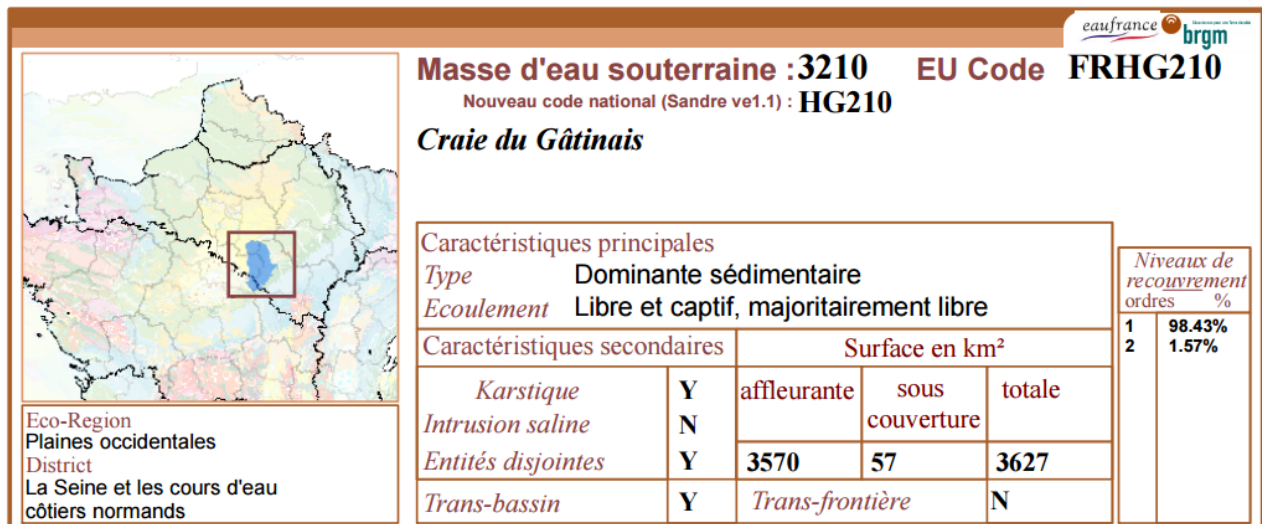 eaufrance
brgm
Masse d'eau souterraine : 3210 EU Code FRHG210
Nouveau code national (Sandre ve1.1) : HG210
Craie du Gâtinais
Caractéristiques principales
Type Dominante sédimentaire
Ecoulement Libre et captif, majoritairement libre
Caractéristiques secondaires Surface en km²
Karstique Y affleurante sous couverture totale
Intrusion saline N
Entités disjointes Y 3570 57 3627
Trans-bassin Y Trans-frontière N
Niveaux de
recouvrement
ordres %
1 98.43%
2 1.57%
Eco-Region
Plaines occidentales
District
La Seine et les cours d'eau
côtiers normands